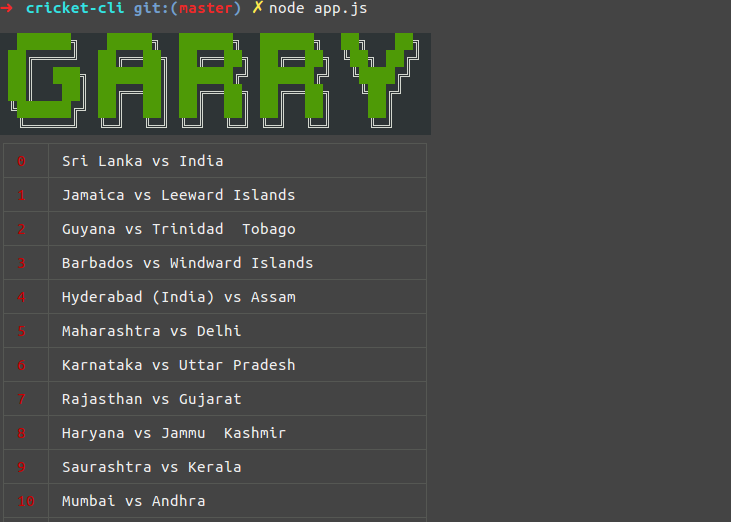 ➜ cricket-cli git:(master) ✗ node app.js
GARRY
0 Sri Lanka vs India
1 Jamaica vs Leeward Islands
2 Guyana vs Trinidad  Tobago
3 Barbados vs Windward Islands
4 Hyderabad (India) vs Assam
5 Maharashtra vs Delhi
6 Karnataka vs Uttar Pradesh
7 Rajasthan vs Gujarat
8 Haryana vs Jammu  Kashmir
9 Saurashtra vs Kerala
10 Mumbai vs Andhra